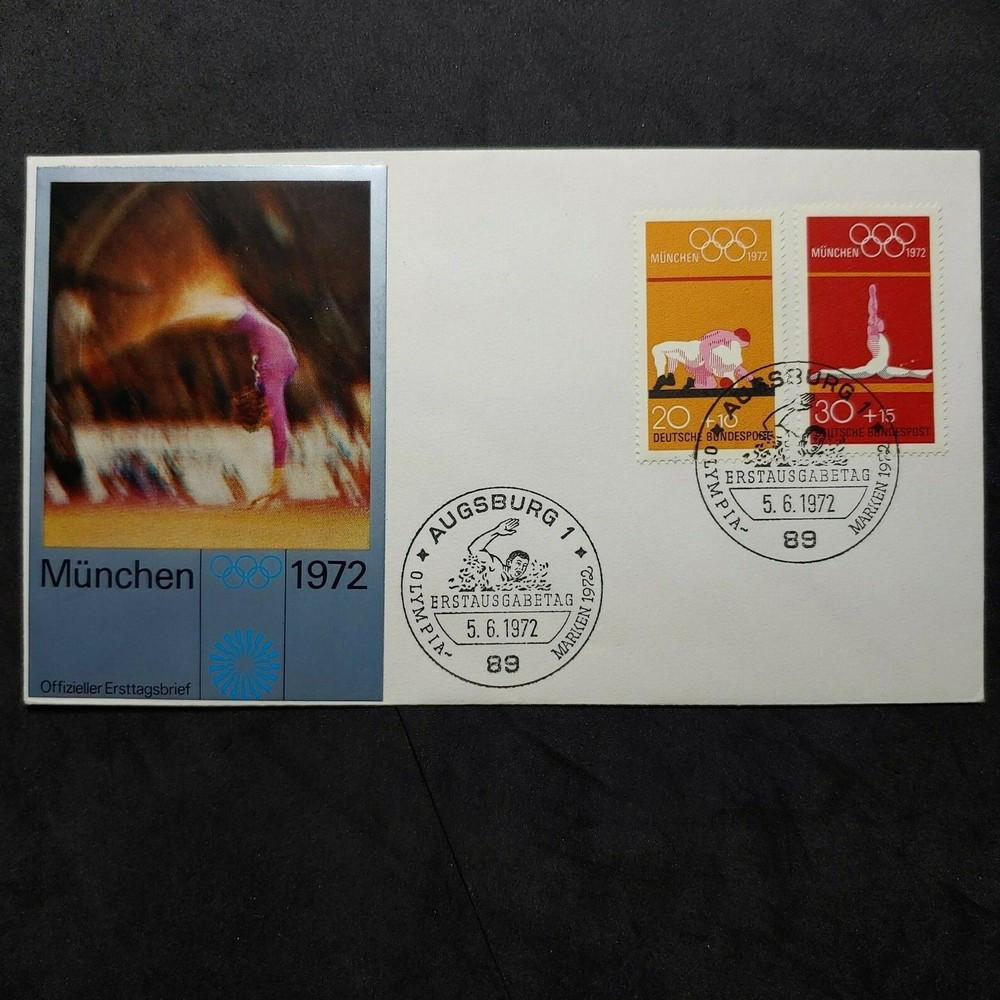 München 1972
Offizieller Ersttagsbrief
MÜNCHEN 1972
20 +10
DEUTSCHE BUNDESPOST
MÜNCHEN 1972
30 +15
DEUTSCHE BUNDESPOST
AUGSBURG 1
ERSTAUSGABETAG
5.6.1972
OLYMPIA- MARKEN 1972
89
AUGSBURG 1
ERSTAUSGABETAG
5.6.1972
OLYMPIA- MARKEN 1972
89